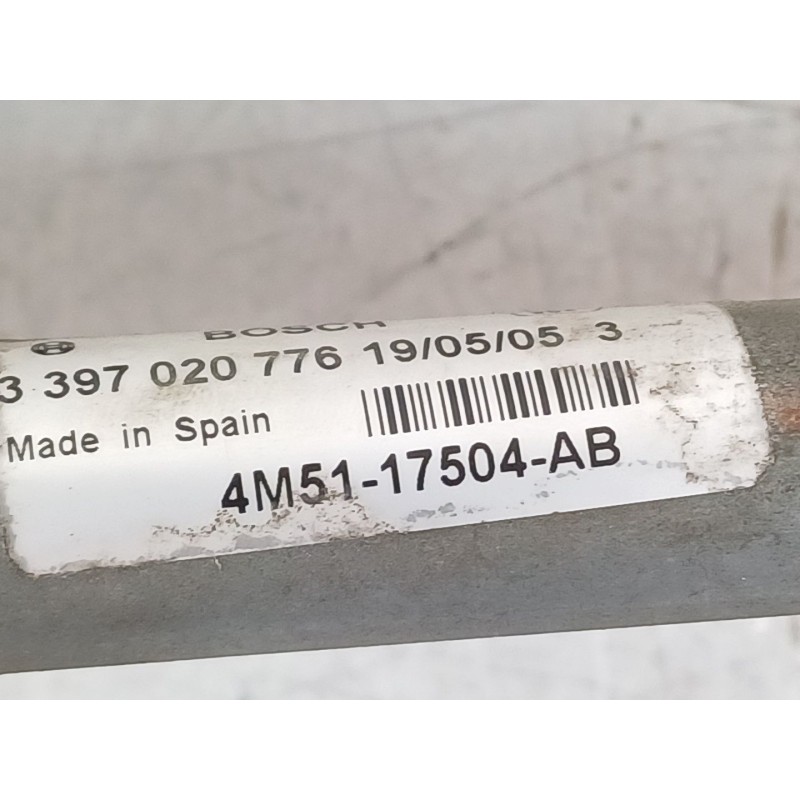 BOSCH
3 397 020 776 19/05/05 3
Made in Spain
4M51-17504-AB